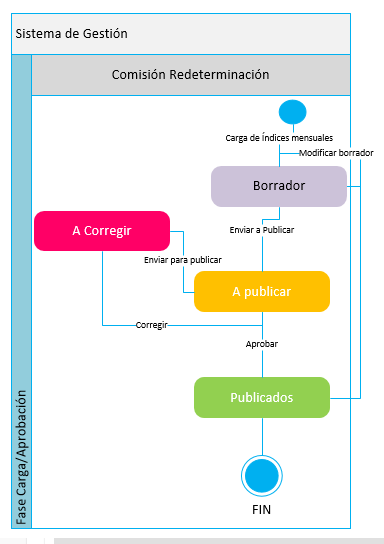 Sistema de Gestión
Comisión Redeterminación
Carga de Índices mensuales
Modificar borrador
Borrador
A Corregir
Enviar a Publicar
Enviar para publicar
A publicar
Corregir
Aprobar
Publicados
FIN
Fase Carga/Aprobación